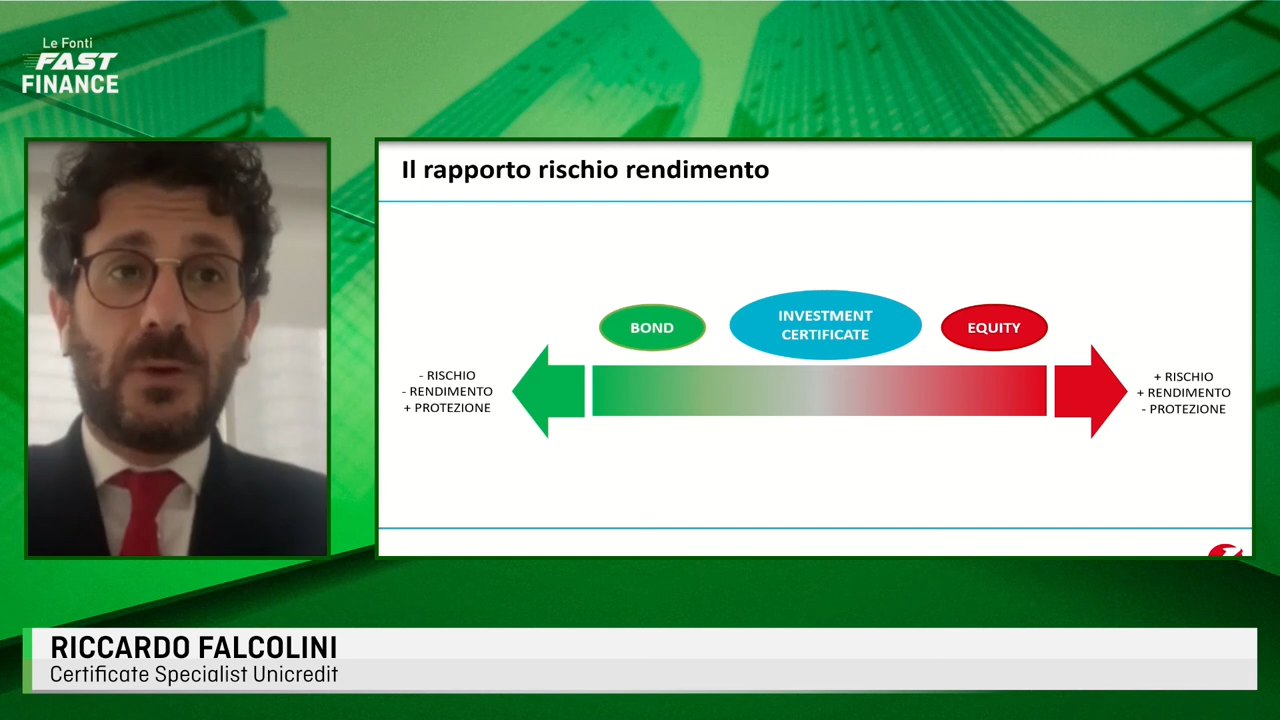 Le Fonti
FAST
FINANCE
Il rapporto rischio rendimento
BOND
INVESTMENT
CERTIFICATE
EQUITY
- RISCHIO
- RENDIMENTO
+ PROTEZIONE
+ RISCHIO
+ RENDIMENTO
- PROTEZIONE
RICCARDO FALCOLINI
Certificate Specialist Unicredit